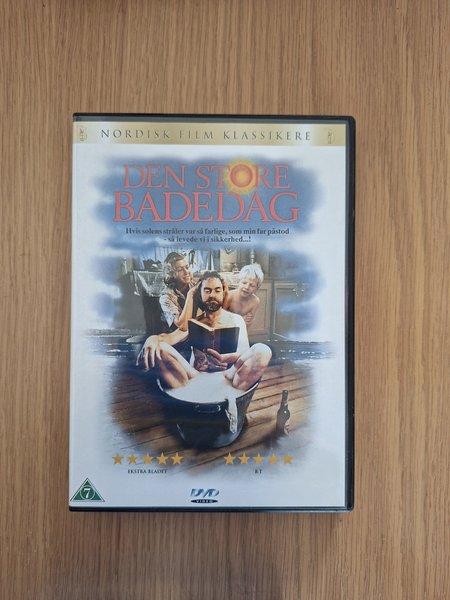 NORDISK FILM KLASSIKERE
DEN STORE
BADEDAG
Hvis solens stråler var så farlige, som min far påstod
- så levede vi i sikkerhed...!
EKSTRA BLADET
B.T
7
DVD
VIDEO